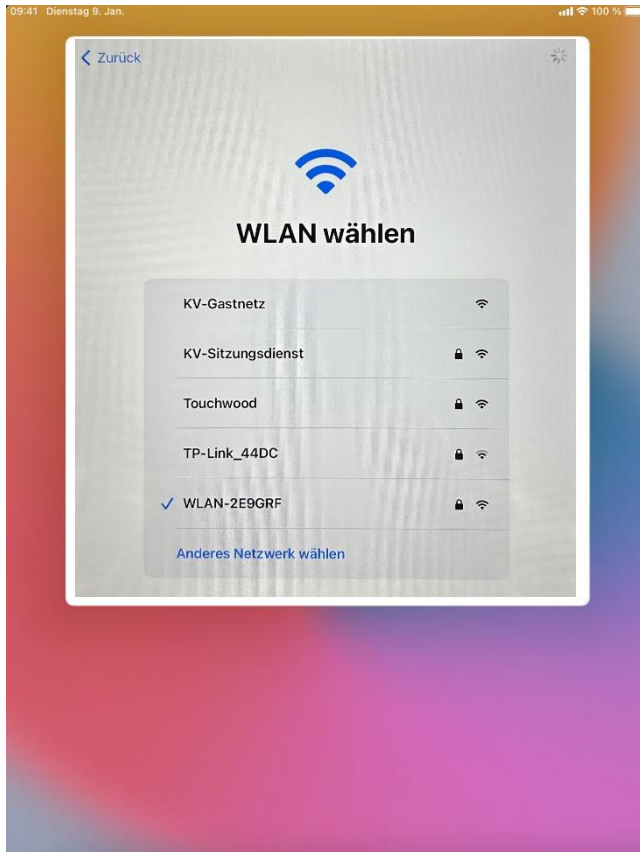 09:41 Dienstag 9. Jan.
100 %
Zurück
WLAN wählen
KV-Gastnetz
KV-Sitzungsdienst
Touchwood
TP-Link_44DC
WLAN-2E9GRF
Anderes Netzwerk wählen